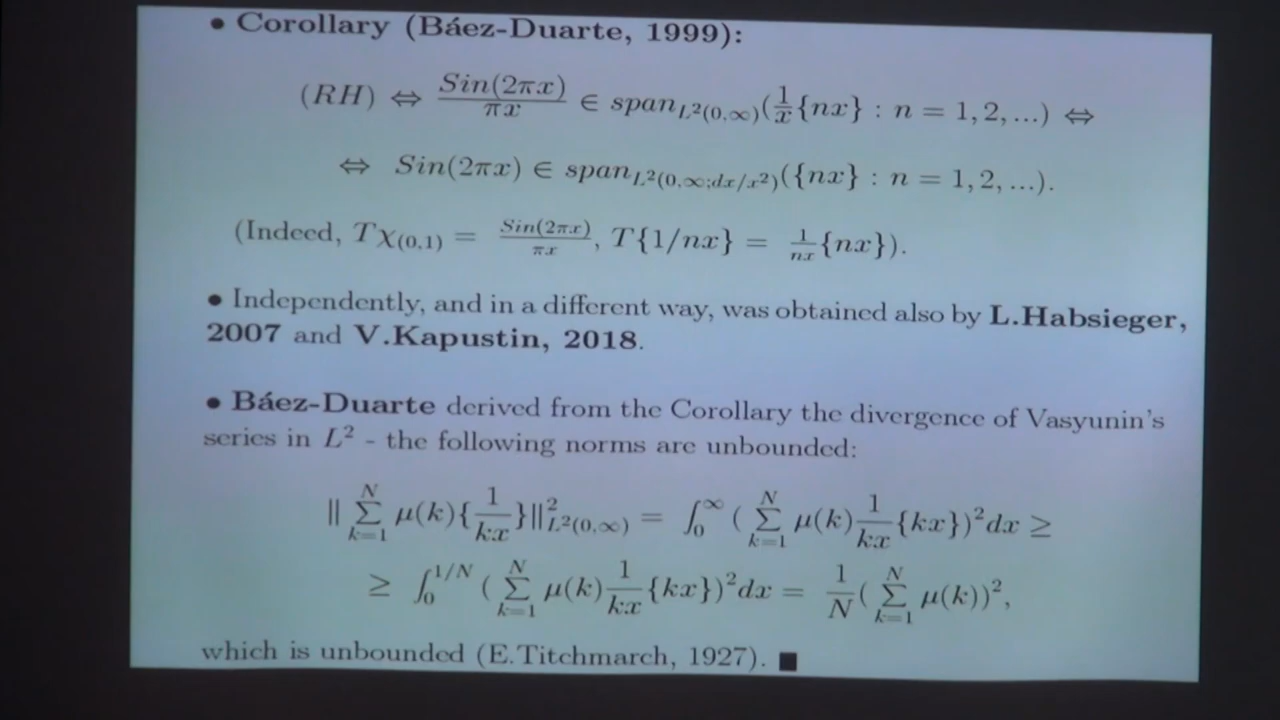 • Corollary (Báez-Duarte, 1999):
(RH) ⇔ Sin(2πx)/πx ∈ span_{L²(0,∞)}(1/x{nx} : n = 1, 2, ...) ⇔
⇔ Sin(2πx) ∈ span_{L²(0,∞;dx/x²)}({nx} : n = 1, 2, ...).
(Indeed, Tχ_{(0,1)} = Sin(2πx)/πx, T{1/nx} = 1/nx{nx}).
• Independently, and in a different way, was obtained also by L.Habsieger,
2007 and V.Kapustin, 2018.
• Báez-Duarte derived from the Corollary the divergence of Vasyunin's
series in L² - the following norms are unbounded:
‖ ∑_{k=1}^{N} μ(k){1/kx}‖²_{L²(0,∞)} = ∫_0^∞ ( ∑_{k=1}^{N} μ(k) 1/kx {kx})² dx ≥
≥ ∫_0^{1/N} ( ∑_{k=1}^{N} μ(k) 1/kx {kx})² dx = 1/N ( ∑_{k=1}^{N} μ(k))²,
which is unbounded (E.Titchmarch, 1927). ■